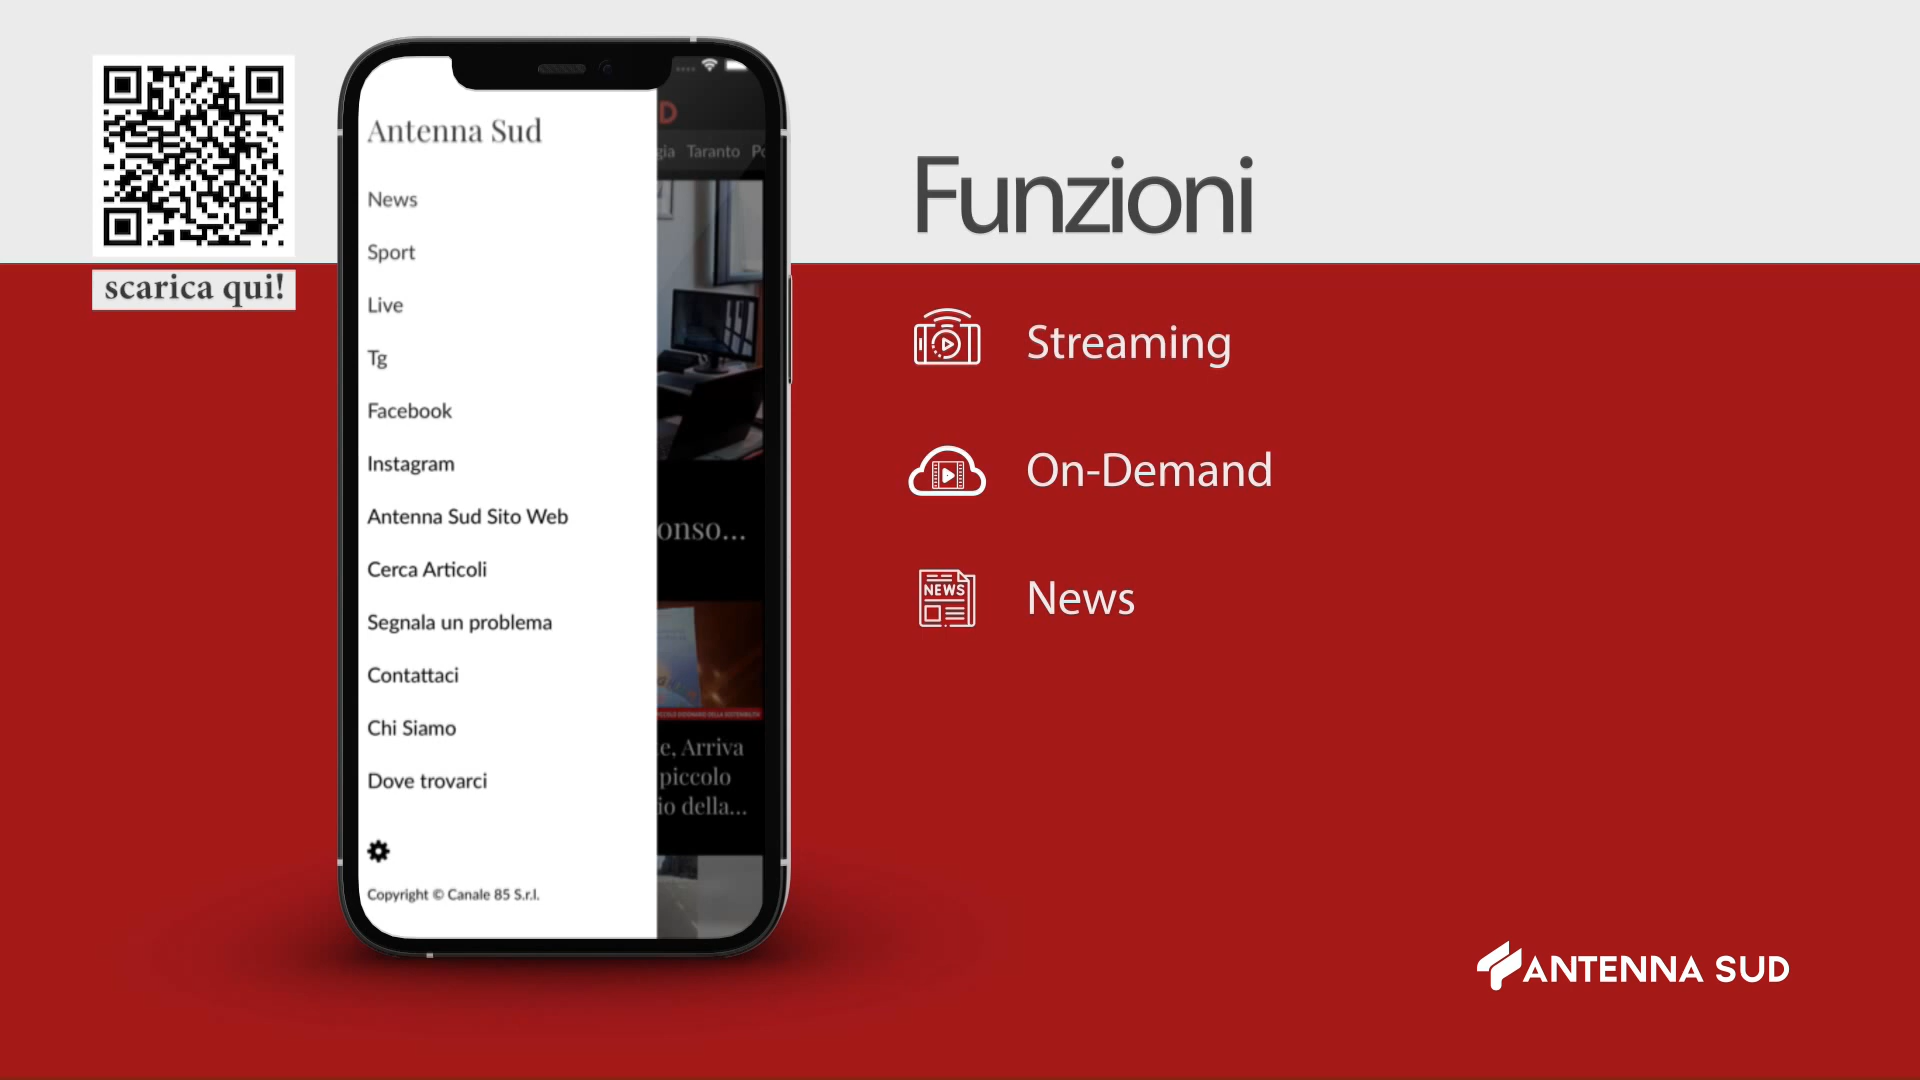 scarica qui!
Antenna Sud
News
Sport
Live
Tg
Facebook
Instagram
Antenna Sud Sito Web
Cerca Articoli
Segnala un problema
Contattaci
Chi Siamo
Dove trovarci
Copyright © Canale 85 S.r.l.
D
gia Taranto Po
onso...
e, Arriva
piccolo
io della...
Funzioni
Streaming
On-Demand
NEWS
News
ANTENNA SUD